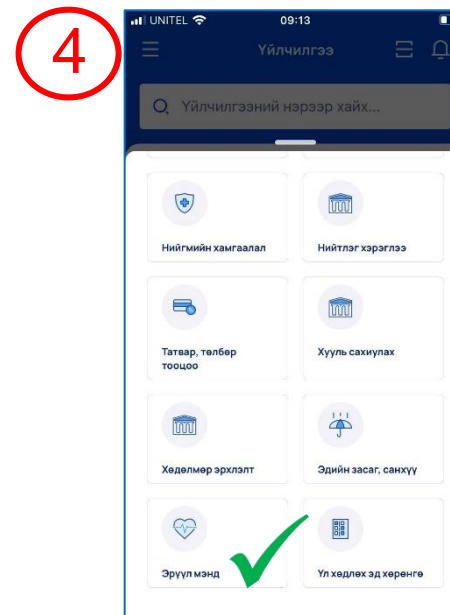 4
UNITEL 09:13
Үйлчилгээ
Үйлчилгээний нэрээр хайх...
Нийгмийн хамгаалал
Нийтлэг хэрэглээ
Татвар, төлбөр
тооцоо
Хууль сахиулах
Хөдөлмөр эрхлэлт
Эдийн засаг, санхүү
Эрүүл мэнд
Үл хөдлөх эд хөрөнгө